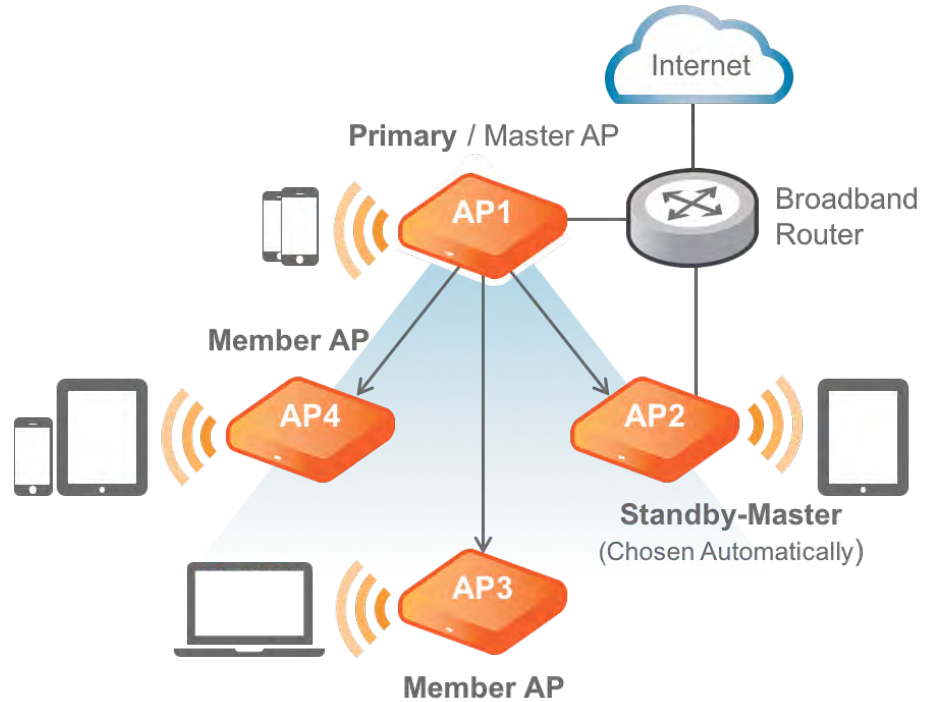 Internet
Primary / Master AP
AP1
Broadband
Router
Member AP
AP4
AP2
Standby-Master
(Chosen Automatically)
AP3
Member AP